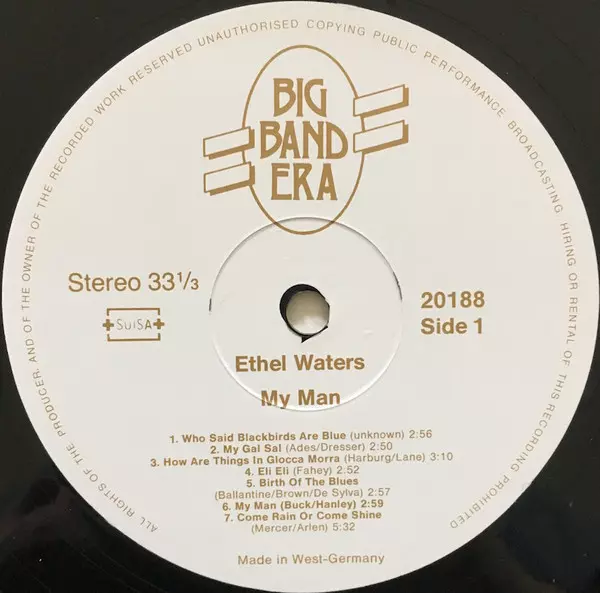 ALL RIGHTS OF THE PRODUCER, AND OF THE OWNER OF THE RECORDED WORK RESERVED UNAUTHORISED COPYING PUBLIC PERFORMANCE BROADCASTING HIRING OR RENTAL OF THIS RECORDING PROHIBITED
BIG
BAND
ERA
Stereo 33 1/3
SUISA
20188
Side 1
Ethel Waters
My Man
1. Who Said Blackbirds Are Blue (unknown) 2:56
2. My Gal Sal (Ades/Dresser) 2:50
3. How Are Things In Glocca Morra (Harburg/Lane) 3:10
4. Eli Eli (Fahey) 2:52
5. Birth Of The Blues
(Ballantine/Brown/De Sylva) 2:57
6. My Man (Buck/Hanley) 2:59
7. Come Rain Or Come Shine
(Mercer/Arlen) 5:32
Made in West-Germany